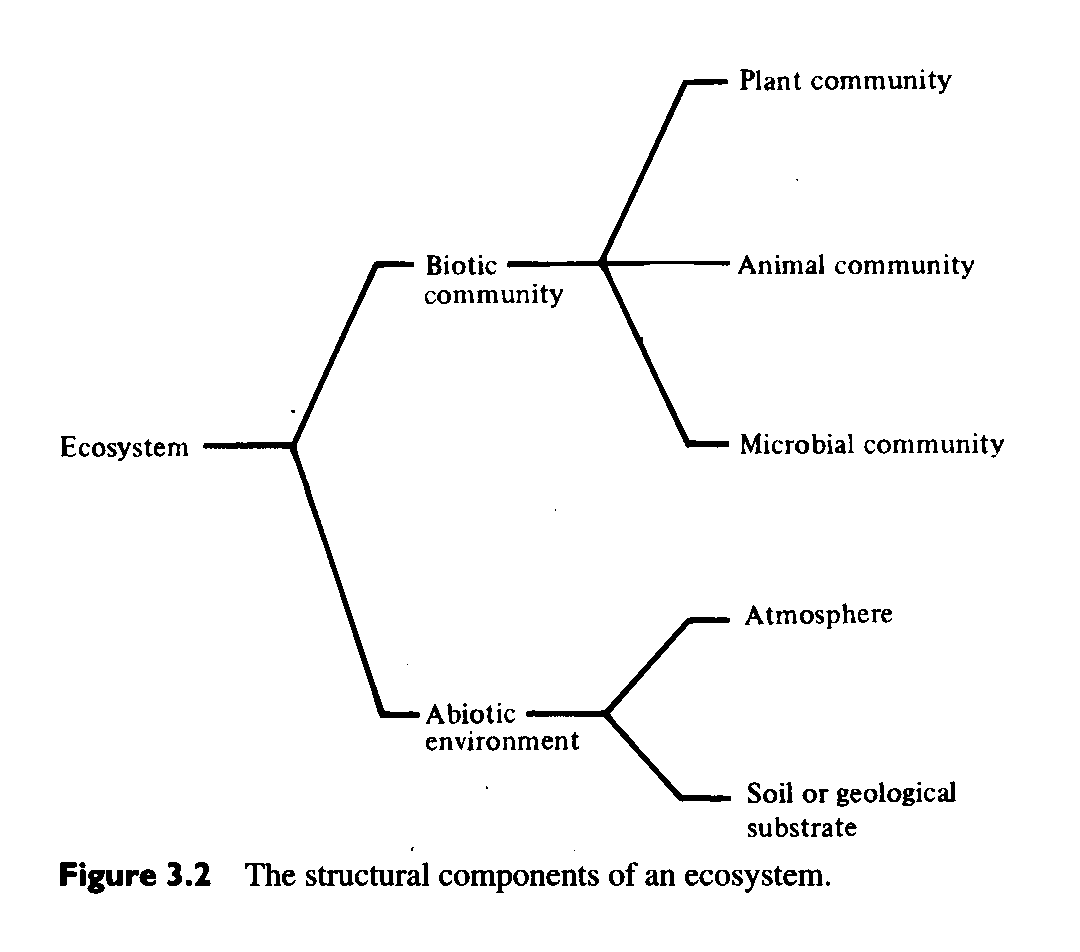 Plant community
Biotic
community
Animal community
Ecosystem
Microbial community
Atmosphere
Abiotic
environment
Soil or geological
substrate
Figure 3.2 The structural components of an ecosystem.